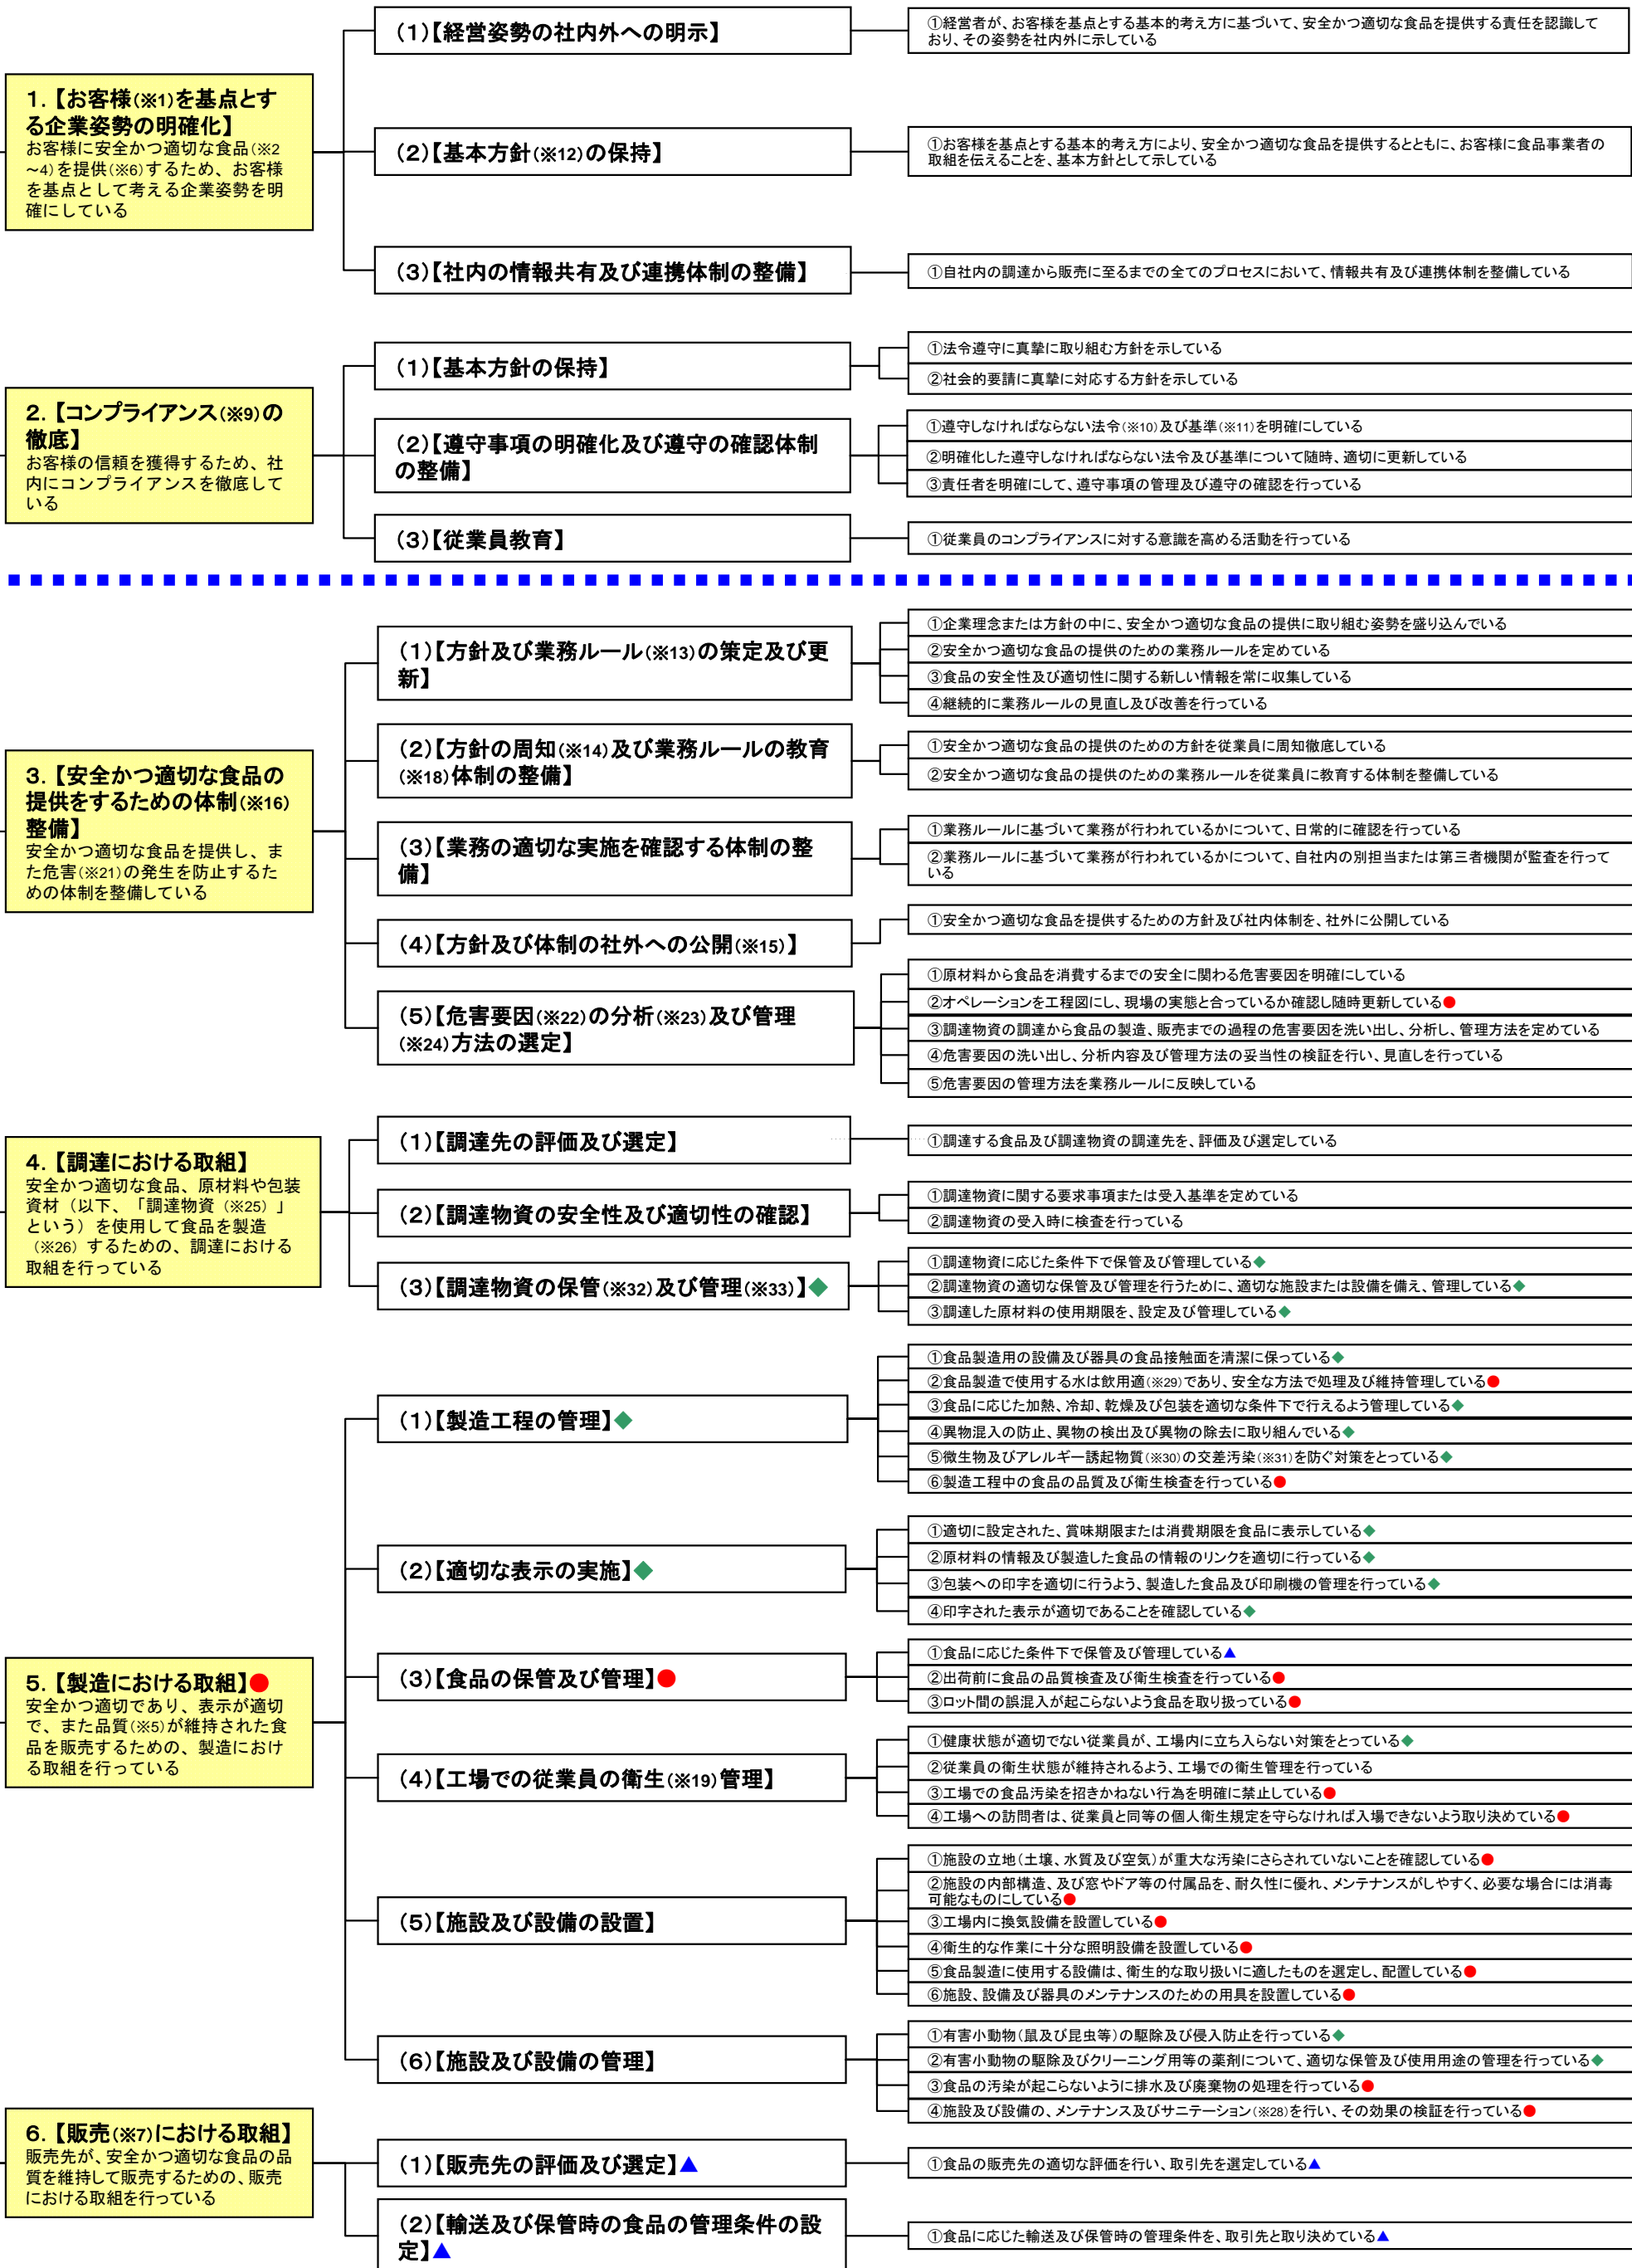 1.【お客様(※1)を基点とす
る企業姿勢の明確化】
お客様に安全かつ適切な食品(※2
~4)を提供(※6)するため、お客様
を基点として考える企業姿勢を明
確にしている
(1)【経営姿勢の社内外への明示】
①経営者が、お客様を基点とする基本的考え方に基づいて、安全かつ適切な食品を提供する責任を認識して
おり、その姿勢を社内外に示している
(2)【基本方針(※12)の保持】
①お客様を基点とする基本的考え方により、安全かつ適切な食品を提供するとともに、お客様に食品事業者の
取組を伝えることを、基本方針として示している
(3)【社内の情報共有及び連携体制の整備】
①自社内の調達から販売に至るまでの全てのプロセスにおいて、情報共有及び連携体制を整備している
2.【コンプライアンス(※9)の
徹底】
お客様の信頼を獲得するため、社
内にコンプライアンスを徹底して
いる
(1)【基本方針の保持】
①法令遵守に真摯に取り組む方針を示している
②社会的要請に真摯に対応する方針を示している
(2)【遵守事項の明確化及び遵守の確認体制
の整備】
①遵守しなければならない法令(※10)及び基準(※11)を明確にしている
②明確化した遵守しなければならない法令及び基準について随時、適切に更新している
③責任者を明確にして、遵守事項の管理及び遵守の確認を行っている
(3)【従業員教育】
①従業員のコンプライアンスに対する意識を高める活動を行っている
3.【安全かつ適切な食品の
提供をするための体制(※16)
整備】
安全かつ適切な食品を提供し、ま
た危害(※21)の発生を防止するた
めの体制を整備している
(1)【方針及び業務ルール(※13)の策定及び更
新】
①企業理念または方針の中に、安全かつ適切な食品の提供に取り組む姿勢を盛り込んでいる
②安全かつ適切な食品の提供のための業務ルールを定めている
③食品の安全性及び適切性に関する新しい情報を常に収集している
④継続的に業務ルールの見直し及び改善を行っている
(2)【方針の周知(※14)及び業務ルールの教育
(※18)体制の整備】
①安全かつ適切な食品の提供のための方針を従業員に周知徹底している
②安全かつ適切な食品の提供のための業務ルールを従業員に教育する体制を整備している
(3)【業務の適切な実施を確認する体制の整
備】
①業務ルールに基づいて業務が行われているかについて、日常的に確認を行っている
②業務ルールに基づいて業務が行われているかについて、自社内の別担当または第三者機関が監査を行って
いる
(4)【方針及び体制の社外への公開(※15)】
①安全かつ適切な食品を提供するための方針及び社内体制を、社外に公開している
(5)【危害要因(※22)の分析(※23)及び管理
(※24)方法の選定】
①原材料から食品を消費するまでの安全に関わる危害要因を明確にしている
②オペレーションを工程図にし、現場の実態と合っているか確認し随時更新している●
③調達物資の調達から食品の製造、販売までの過程の危害要因を洗い出し、分析し、管理方法を定めている
④危害要因の洗い出し、分析内容及び管理方法の妥当性の検証を行い、見直しを行っている
⑤危害要因の管理方法を業務ルールに反映している
4.【調達における取組】
安全かつ適切な食品、原材料や包装
資材(以下、「調達物資(※25)」
という)を使用して食品を製造
(※26)するための、調達における
取組を行っている
(1)【調達先の評価及び選定】
①調達する食品及び調達物資の調達先を、評価及び選定している
(2)【調達物資の安全性及び適切性の確認】
①調達物資に関する要求事項または受入基準を定めている
②調達物資の受入時に検査を行っている
(3)【調達物資の保管(※32)及び管理(※33)】◆
①調達物資に応じた条件下で保管及び管理している◆
②調達物資の適切な保管及び管理を行うために、適切な施設または設備を備え、管理している◆
③調達した原材料の使用期限を、設定及び管理している◆
5.【製造における取組】●
安全かつ適切であり、表示が適切
で、また品質(※5)が維持された食
品を販売するための、製造におけ
る取組を行っている
(1)【製造工程の管理】◆
①食品製造用の設備及び器具の食品接触面を清潔に保っている◆
②食品製造で使用する水は飲用適(※29)であり、安全な方法で処理及び維持管理している●
③食品に応じた加熱、冷却、乾燥及び包装を適切な条件下で行えるよう管理している◆
④異物混入の防止、異物の検出及び異物の除去に取り組んでいる◆
⑤微生物及びアレルギー誘起物質(※30)の交差汚染(※31)を防ぐ対策をとっている◆
⑥製造工程中の食品の品質及び衛生検査を行っている●
(2)【適切な表示の実施】◆
①適切に設定された、賞味期限または消費期限を食品に表示している◆
②原材料の情報及び製造した食品の情報のリンクを適切に行っている◆
③包装への印字を適切に行うよう、製造した食品及び印刷機の管理を行っている◆
④印字された表示が適切であることを確認している◆
(3)【食品の保管及び管理】●
①食品に応じた条件下で保管及び管理している▲
②出荷前に食品の品質検査及び衛生検査を行っている●
③ロット間の誤混入が起こらないよう食品を取り扱っている●
(4)【工場での従業員の衛生(※19)管理】
①健康状態が適切でない従業員が、工場内に立ち入らない対策をとっている◆
②従業員の衛生状態が維持されるよう、工場での衛生管理を行っている
③工場での食品汚染を招きかねない行為を明確に禁止している●
④工場への訪問者は、従業員と同等の個人衛生規定を守らなければ入場できないよう取り決めている●
(5)【施設及び設備の設置】
①施設の立地(土壌、水質及び空気)が重大な汚染にさらされていないことを確認している●
②施設の内部構造、及び窓やドア等の付属品を、耐久性に優れ、メンテナンスがしやすく、必要な場合には消毒
可能なものにしている●
③工場内に換気設備を設置している●
④衛生的な作業に十分な照明設備を設置している●
⑤食品製造に使用する設備は、衛生的な取り扱いに適したものを選定し、配置している●
⑥施設、設備及び器具のメンテナンスのための用具を設置している●
(6)【施設及び設備の管理】
①有害小動物(鼠及び昆虫等)の駆除及び侵入防止を行っている◆
②有害小動物の駆除及びクリーニング用等の薬剤について、適切な保管及び使用用途の管理を行っている◆
③食品の汚染が起こらないように排水及び廃棄物の処理を行っている●
④施設及び設備の、メンテナンス及びサニテーション(※28)を行い、その効果の検証を行っている●
6.【販売(※7)における取組】
販売先が、安全かつ適切な食品の品
質を維持して販売するための、販売
における取組を行っている
(1)【販売先の評価及び選定】▲
①食品の販売先の適切な評価を行い、取引先を選定している▲
(2)【輸送及び保管時の食品の管理条件の設
定】▲
①食品に応じた輸送及び保管時の管理条件を、取引先と取り決めている▲